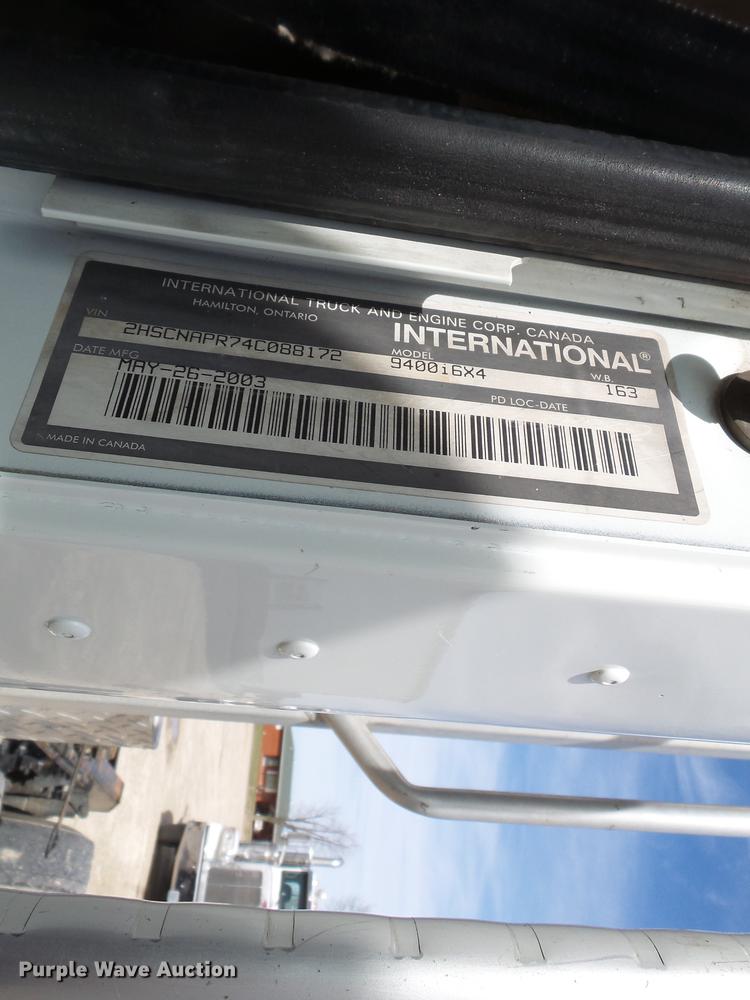 INTERNATIONAL TRUCK AND ENGINE CORP. CANADA
HAMILTON, ONTARIO
INTERNATIONAL®
VIN
2HSCNAPR74C088172
MODEL
9400i6X4
W.B.
163
DATE MFG
MAY-26-2003
PD LOC-DATE
MADE IN CANADA
Purple Wave Auction